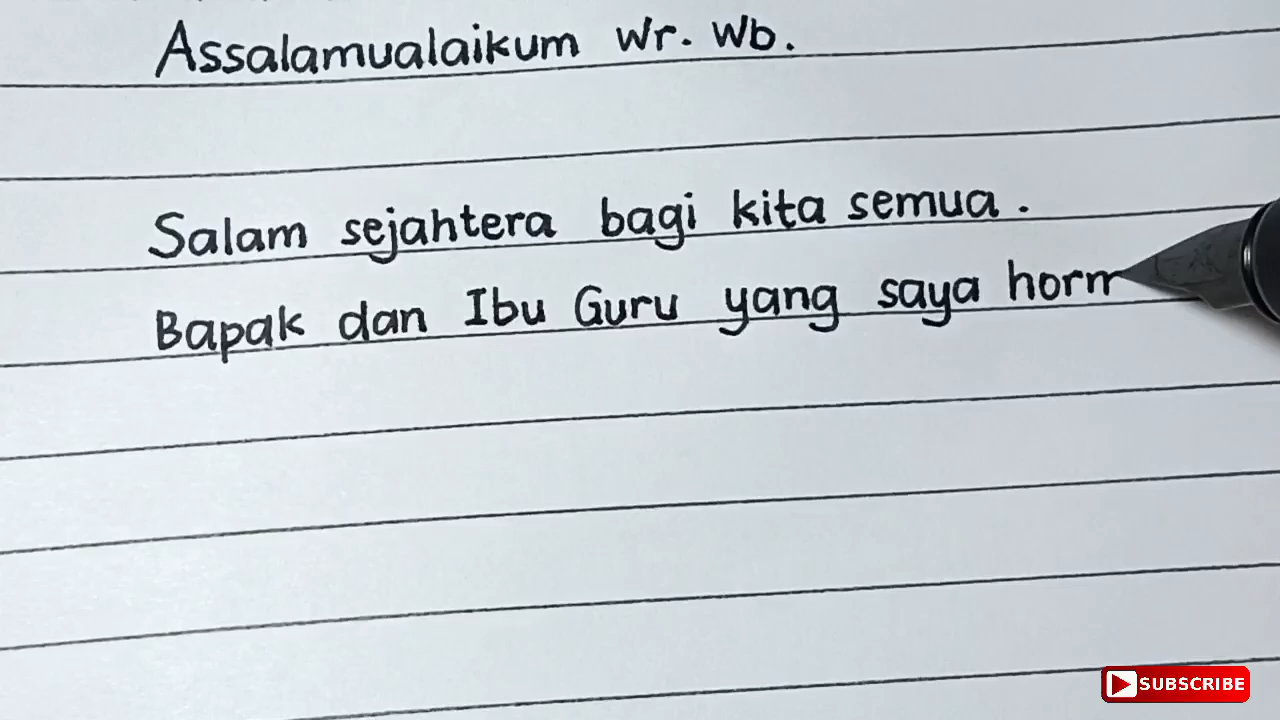 Assalamualaikum Wr. Wb.
Salam sejahtera bagi kita semua.
Bapak dan Ibu Guru yang saya horm
SUBSCRIBE